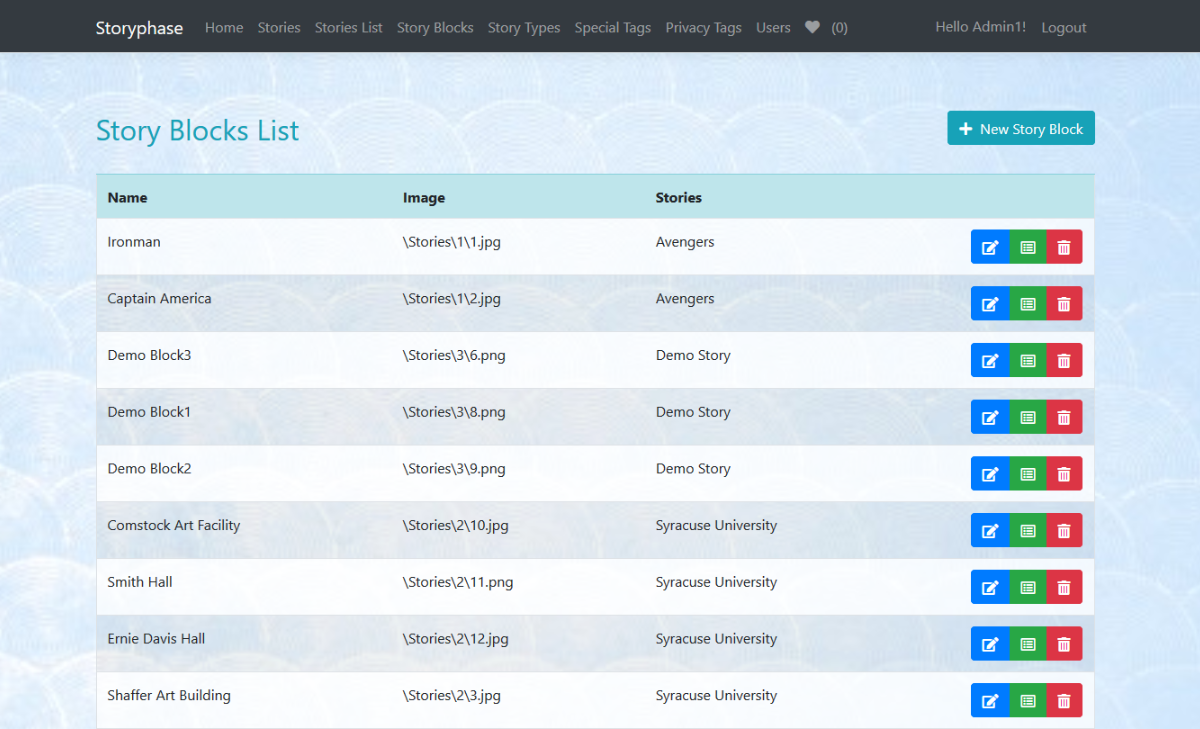 Storyphase Home Stories Stories List Story Blocks Story Types Special Tags Privacy Tags Users (0) Hello Admin1! Logout
Story Blocks List
New Story Block
Name Image Stories
Ironman \Stories\1\1.jpg Avengers
Captain America \Stories\1\2.jpg Avengers
Demo Block3 \Stories\3\6.png Demo Story
Demo Block1 \Stories\3\8.png Demo Story
Demo Block2 \Stories\3\9.png Demo Story
Comstock Art Facility \Stories\2\10.jpg Syracuse University
Smith Hall \Stories\2\11.png Syracuse University
Ernie Davis Hall \Stories\2\12.jpg Syracuse University
Shaffer Art Building \Stories\2\3.jpg Syracuse University